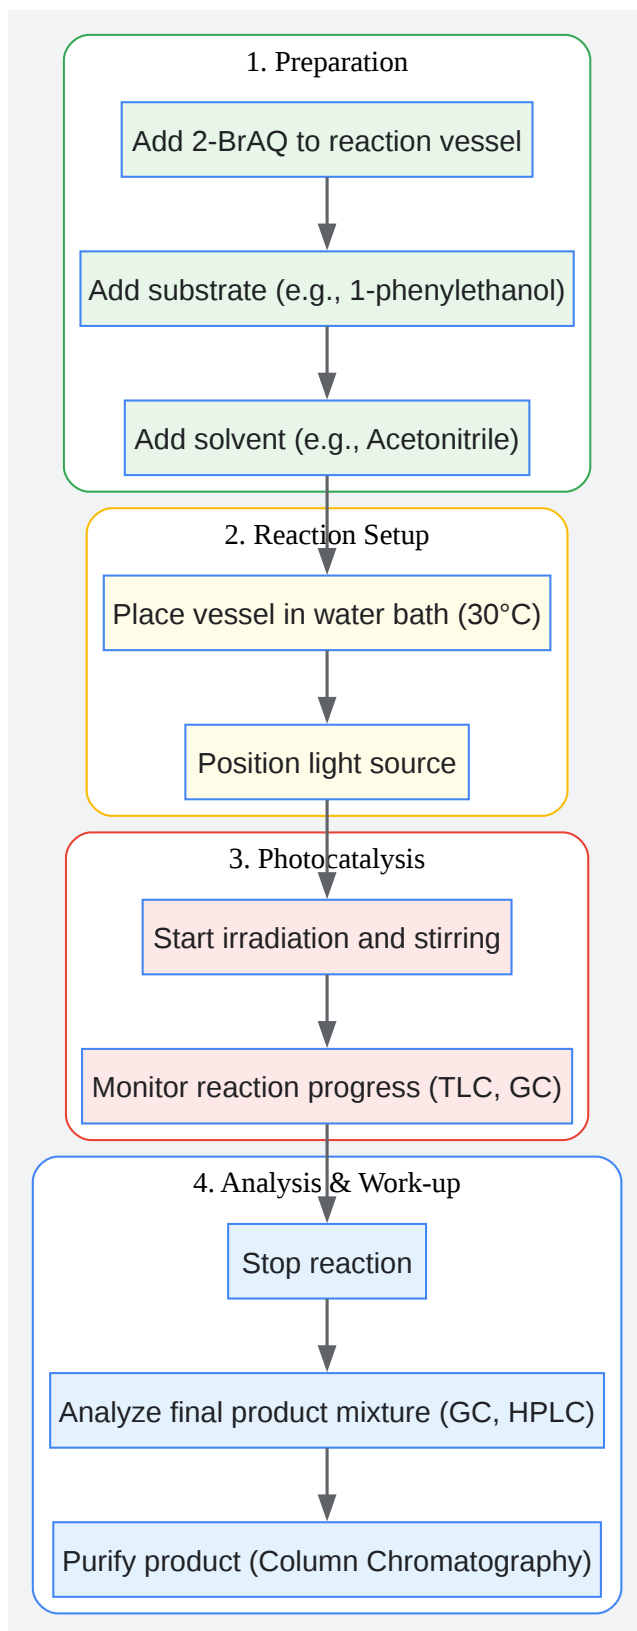 1. Preparation
Add 2-BrAQ to reaction vessel
Add substrate (e.g., 1-phenylethanol)
Add solvent (e.g., Acetonitrile)
2. Reaction Setup
Place vessel in water bath (30°C)
Position light source
3. Photocatalysis
Start irradiation and stirring
Monitor reaction progress (TLC, GC)
4. Analysis & Work-up
Stop reaction
Analyze final product mixture (GC, HPLC)
Purify product (Column Chromatography)